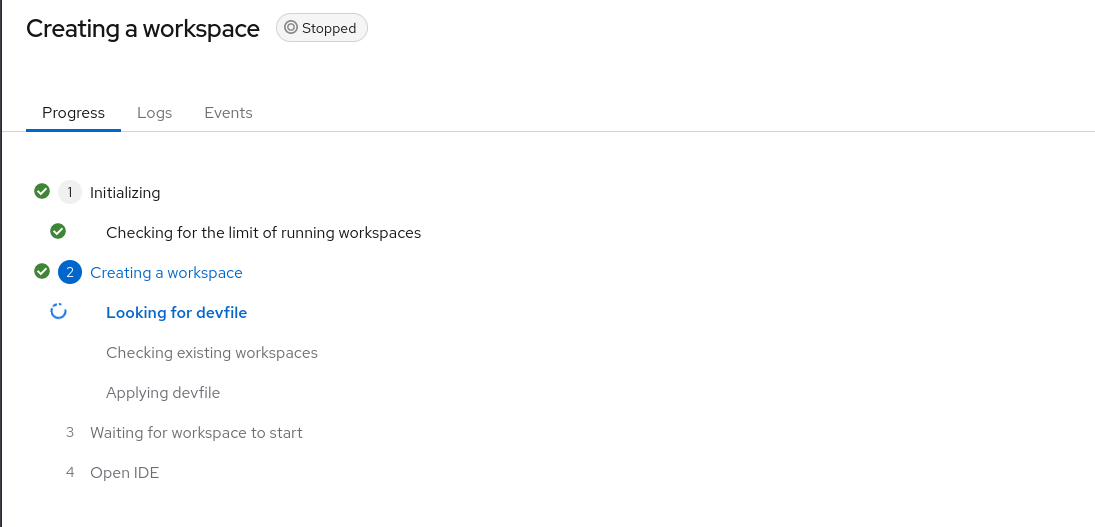 Creating a workspace
Stopped
Progress Logs Events
1 Initializing
Checking for the limit of running workspaces
2 Creating a workspace
Looking for devfile
Checking existing workspaces
Applying devfile
3 Waiting for workspace to start
4 Open IDE